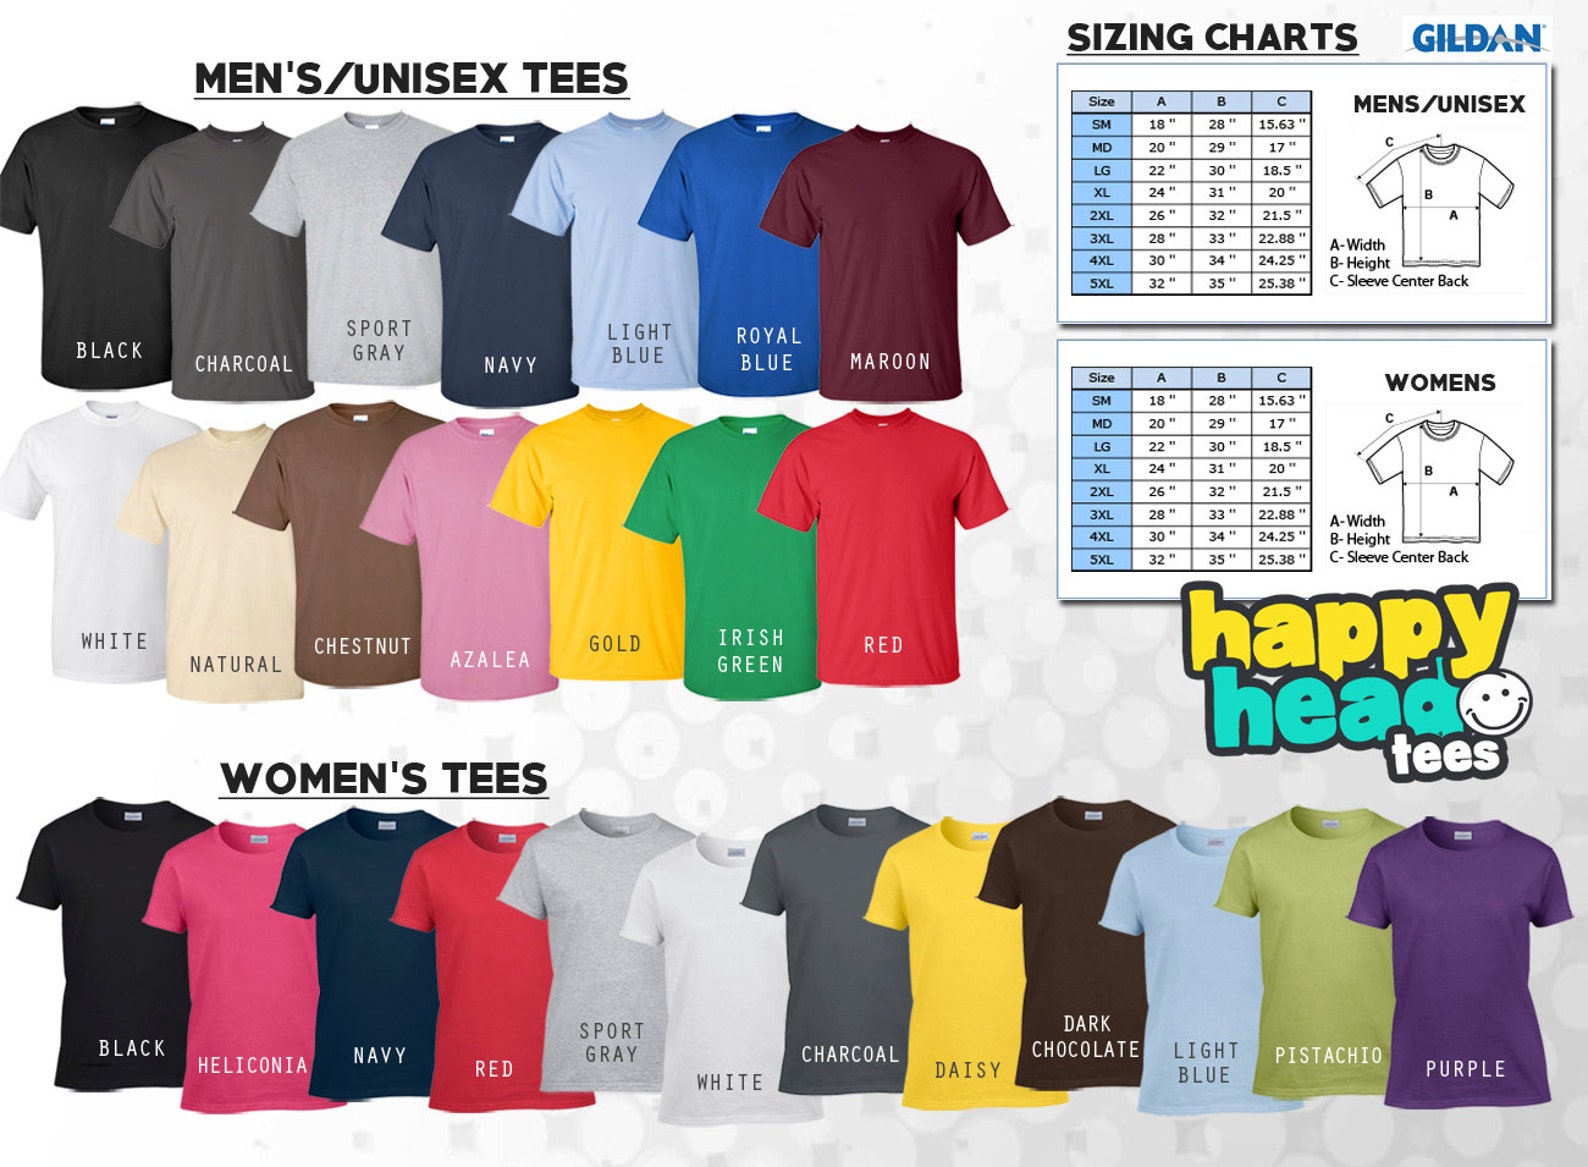 MEN'S/UNISEX TEES
BLACK
CHARCOAL
SPORT
GRAY
NAVY
LIGHT
BLUE
ROYAL
BLUE
MAROON
WHITE
NATURAL
CHESTNUT
AZALEA
GOLD
IRISH
GREEN
RED
SIZING CHARTS GILDAN®
MENS/UNISEX
Size A B C
SM 18 " 28 " 15.63 "
MD 20 " 29 " 17 "
LG 22 " 30 " 18.5 "
XL 24 " 31 " 20 "
2XL 26 " 32 " 21.5 "
3XL 28 " 33 " 22.88 "
4XL 30 " 34 " 24.25 "
5XL 32 " 35 " 25.38 "
C
B
A
A- Width
B- Height
C- Sleeve Center Back
WOMENS
Size A B C
SM 18 " 28 " 15.63 "
MD 20 " 29 " 17 "
LG 22 " 30 " 18.5 "
XL 24 " 31 " 20 "
2XL 26 " 32 " 21.5 "
3XL 28 " 33 " 22.88 "
4XL 30 " 34 " 24.25 "
5XL 32 " 35 " 25.38 "
C
B
A
A- Width
B- Height
C- Sleeve Center Back
happy
head
tees
WOMEN'S TEES
BLACK
HELICONIA
NAVY
RED
SPORT
GRAY
WHITE
CHARCOAL
DAISY
DARK
CHOCOLATE
LIGHT
BLUE
PISTACHIO
PURPLE